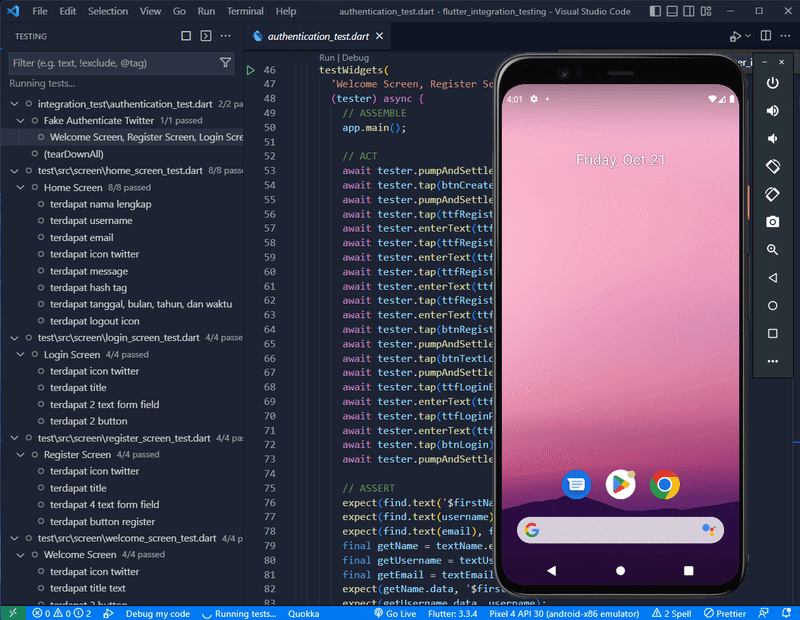 File Edit Selection View Go Run Terminal Help
authentication_test.dart - flutter_integration_testing - Visual Studio Code
TESTING
Filter (e.g. text, !exclude, @tag)
Running tests...
integration_test\authentication_test.dart 2/2 pa
Fake Authenticate Twitter 1/1 passed
Welcome Screen, Register Screen, Login Scre
(tearDownAll)
test\src\screen\home_screen_test.dart 8/8 passe
Home Screen 8/8 passed
terdapat nama lengkap
terdapat username
terdapat email
terdapat icon twitter
terdapat message
terdapat hash tag
terdapat tanggal, bulan, tahun, dan waktu
terdapat logout icon
test\src\screen\login_screen_test.dart 4/4 passe
Login Screen 4/4 passed
terdapat icon twitter
terdapat title
terdapat 2 text form field
terdapat 2 button
test\src\screen\register_screen_test.dart 4/4 pas
Register Screen 4/4 passed
terdapat icon twitter
terdapat title
terdapat 4 text form field
terdapat button register
test\src\screen\welcome_screen_test.dart 4/4 p
Welcome Screen 4/4 passed
terdapat icon twitter
terdapat title text
terdapat 2 button
authentication_test.dart
Run | Debug
46 testWidgets(
47 'Welcome Screen, Register Sc
48 (tester) async {
49 // ASSEMBLE
50 app.main();
51
52 // ACT
53 await tester.pumpAndSettle
54 await tester.tap(btnCreate
55 await tester.pumpAndSettle
56 await tester.tap(ttfRegist
57 await tester.enterText(ttf
58 await tester.tap(ttfRegist
59 await tester.enterText(ttf
60 await tester.tap(ttfRegist
61 await tester.enterText(ttf
62 await tester.tap(ttfRegist
63 await tester.enterText(ttf
64 await tester.tap(btnRegist
65 await tester.pumpAndSettle
66 await tester.tap(btnTextLo
67 await tester.pumpAndSettle
68 await tester.tap(ttfLoginE
69 await tester.enterText(ttf
70 await tester.tap(ttfLoginP
71 await tester.enterText(ttf
72 await tester.tap(btnLogin)
73 await tester.pumpAndSettle
74
75 // ASSERT
76 expect(find.text('$firstNa
77 expect(find.text(username)
78 expect(find.text(email), f
79 final getName = textName.e
80 final getUsername = textUs
81 final getEmail = textEmail
82 expect(getName.data, '$firs
83 expect(getUsername.data, username);
4:01
Friday, Oct 21
0 0 2 Debug my code Running tests... Quokka
Go Live Flutter: 3.3.4 Pixel 4 API 30 (android-x86 emulator) 2 Spell Prettier